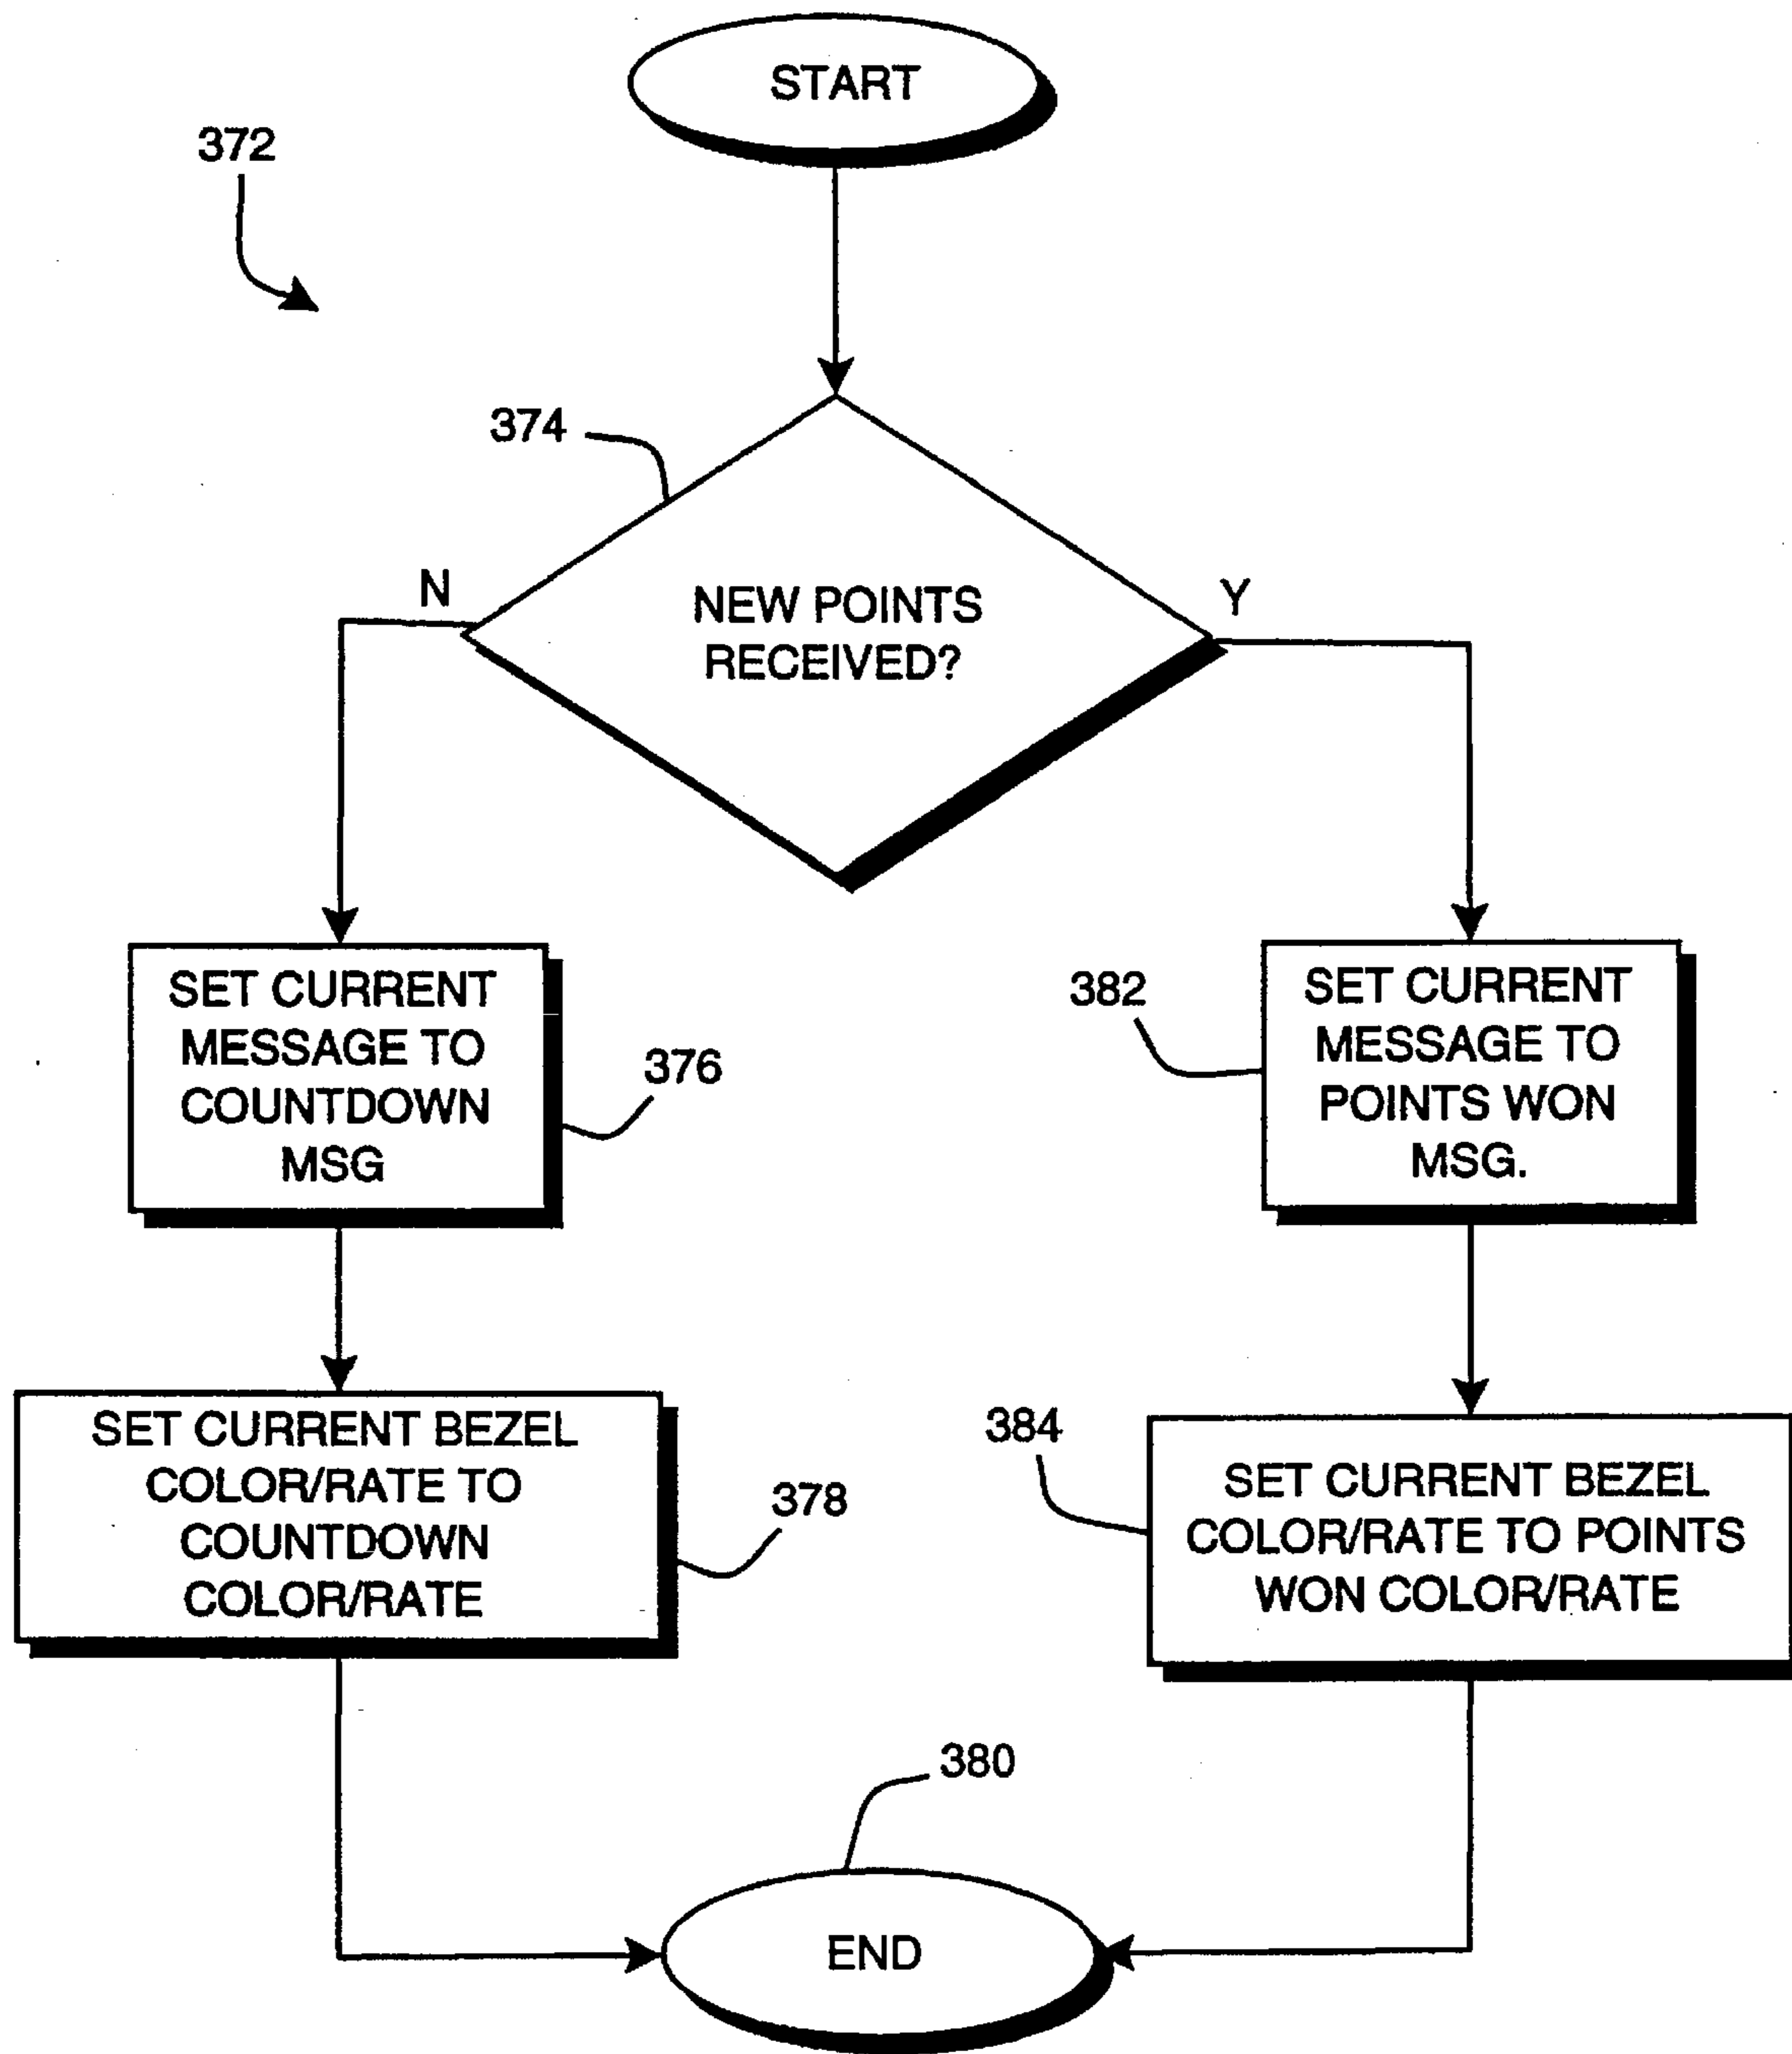 START
372
374
N
Y
NEW POINTS
RECEIVED?
SET CURRENT
MESSAGE TO
COUNTDOWN
MSG
376
382
SET CURRENT
MESSAGE TO
POINTS WON
MSG.
SET CURRENT BEZEL
COLOR/RATE TO
COUNTDOWN
COLOR/RATE
378
384
SET CURRENT BEZEL
COLOR/RATE TO POINTS
WON COLOR/RATE
380
END